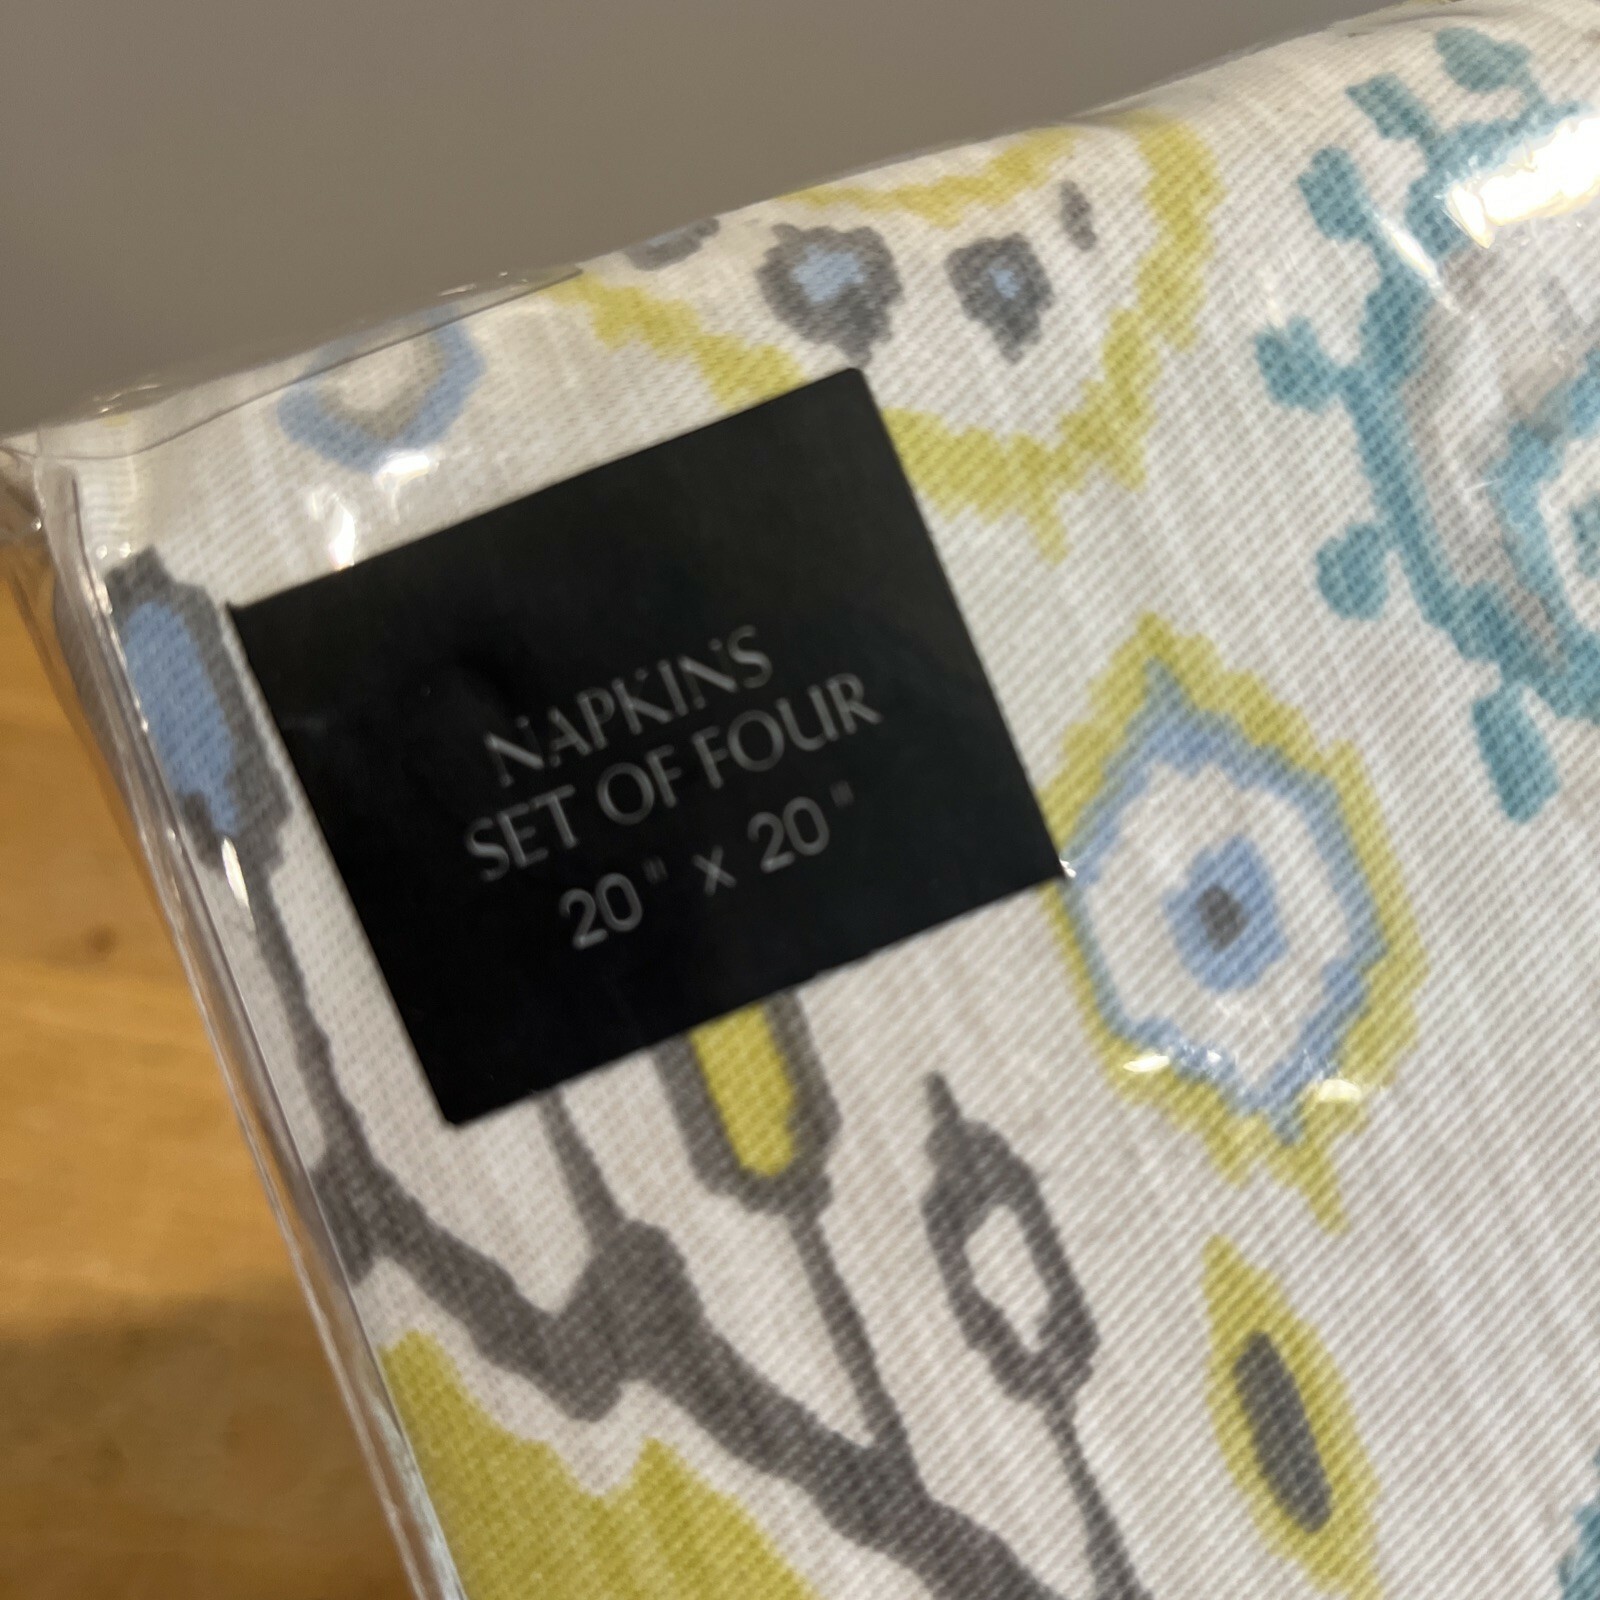 NAPKINS
SET OF FOUR
20" x 20"